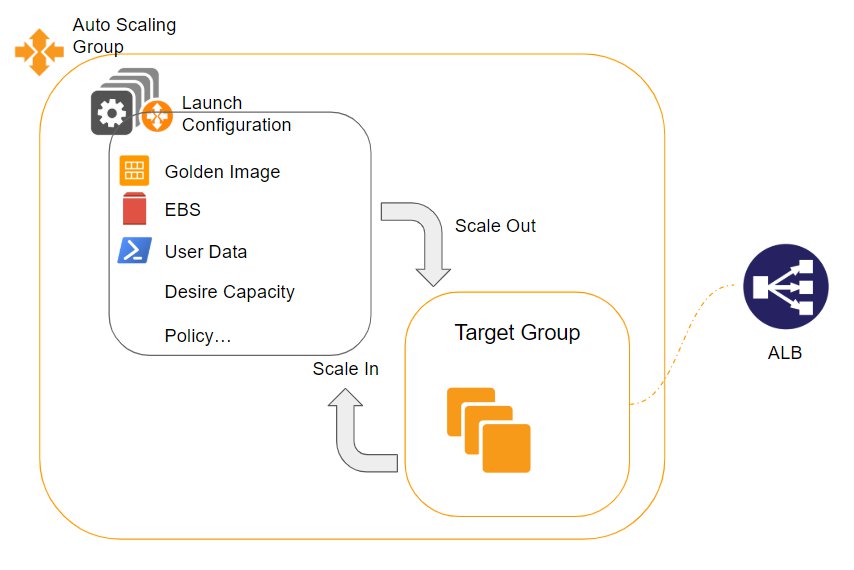 Auto Scaling
Group
Launch
Configuration
Golden Image
EBS
User Data
Desire Capacity
Policy…
Scale Out
Scale In
Target Group
ALB